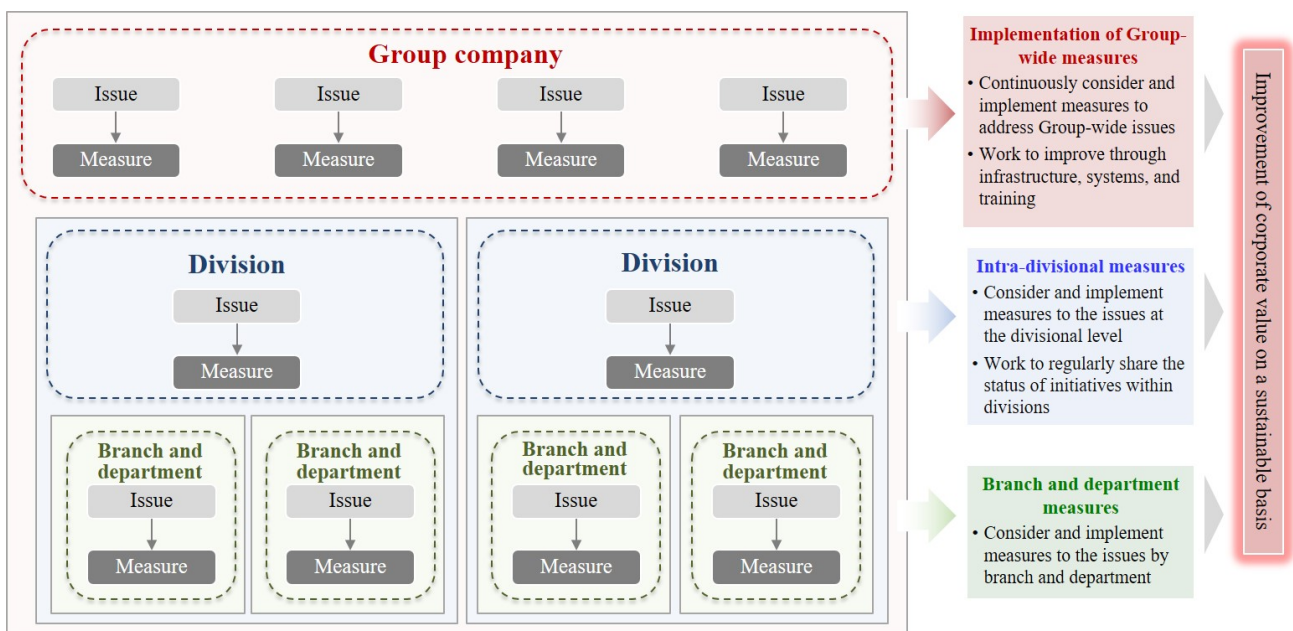 Group company
Issue
Issue
Issue
Issue
Measure
Measure
Measure
Measure
Division
Issue
Measure
Division
Issue
Measure
Branch and
department
Issue
Measure
Branch and
department
Issue
Measure
Branch and
department
Issue
Measure
Branch and
department
Issue
Measure
Implementation of Group-
wide measures
• Continuously consider and
implement measures to
address Group-wide issues
• Work to improve through
infrastructure, systems, and
training
Intra-divisional measures
• Consider and implement
measures to the issues at
the divisional level
• Work to regularly share the
status of initiatives within
divisions
Branch and department
measures
• Consider and implement
measures to the issues by
branch and department
Improvement of corporate value on a sustainable basis